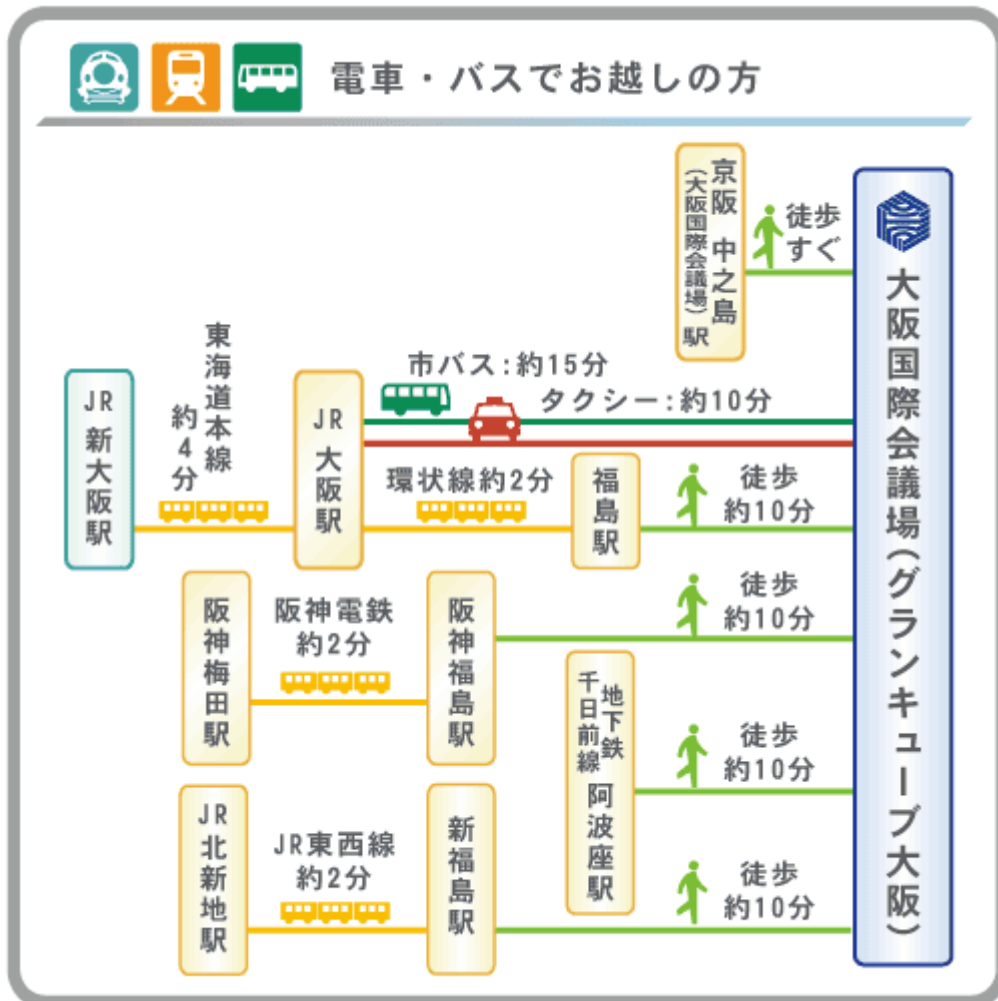 電車・バスでお越しの方
京阪 中之島
(大阪国際会議場)駅
徒歩
すぐ
大阪国際会議場(グランキューブ大阪)
JR 新大阪駅
東海道本線
約4分
JR 大阪駅
市バス:約15分
タクシー:約10分
環状線約2分
福島駅
徒歩
約10分
阪神梅田駅
阪神電鉄
約2分
阪神福島駅
徒歩
約10分
地下鉄
千日前線
阿波座駅
徒歩
約10分
JR 北新地駅
JR東西線
約2分
新福島駅
徒歩
約10分